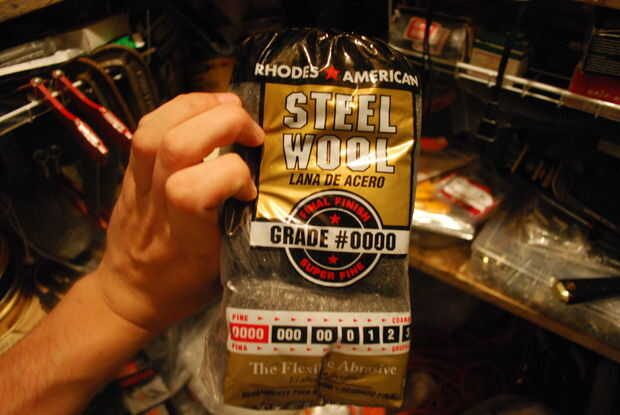 RHODES ★ AMERICAN
STEEL
WOOL
LANA DE ACERO
FINAL FINISH
GRADE #0000
SUPER FINE
FINE
0000 000 00 0 1 2 3
FINA
The Flexible Abrasive